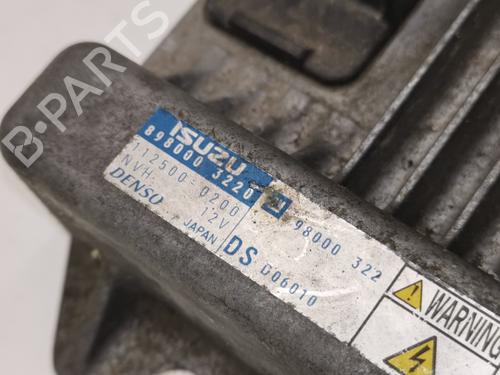 ISUZU
898000 3220
98000 322
112500-0200
NVH 12V
DENSO JAPAN
DS D06010
WARNING
B-PARTS